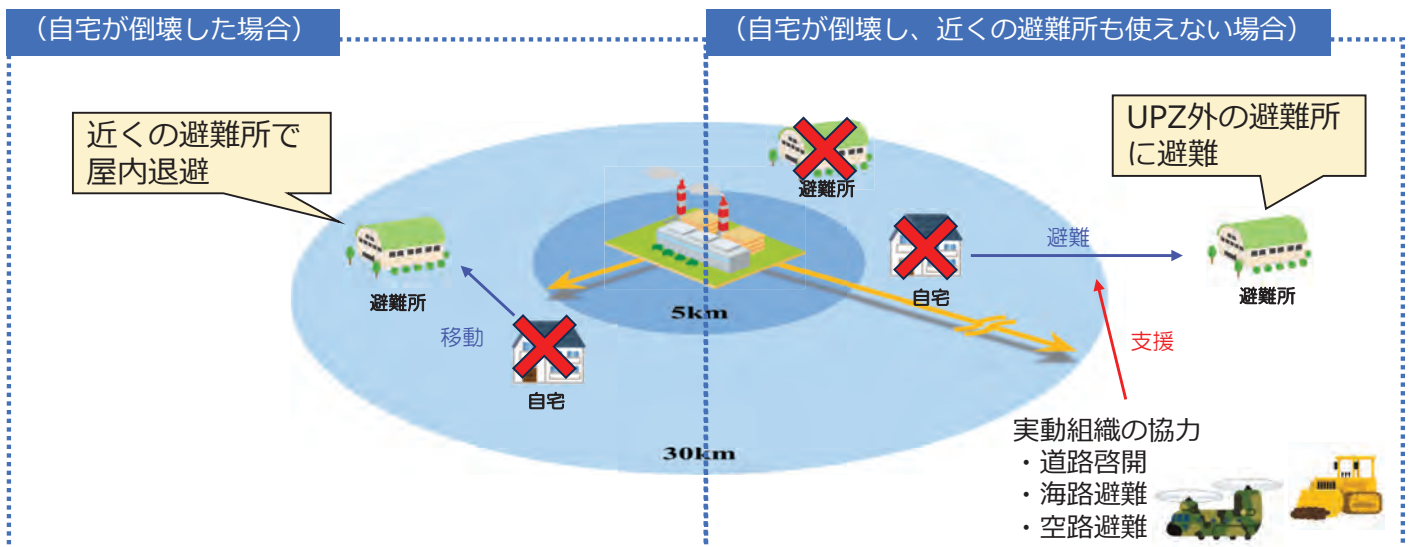 （自宅が倒壊した場合）
近くの避難所で
屋内退避
避難所
移動
自宅
5km
30km
（自宅が倒壊し、近くの避難所も使えない場合）
避難所
自宅
避難
UPZ外の避難所
に避難
避難所
支援
実動組織の協力
・道路啓開
・海路避難
・空路避難